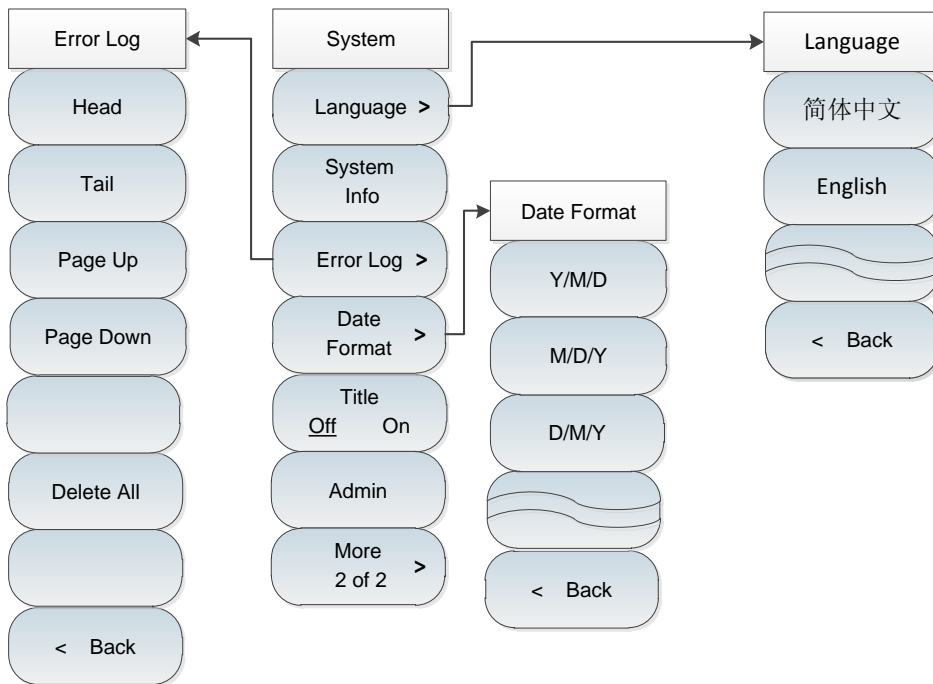 Error Log
Head
Tail
Page Up
Page Down
Delete All
< Back
System
Language >
System
Info
Error Log >
Date
Format >
Title
Off On
Admin
More >
2 of 2
Date Format
Y/M/D
M/D/Y
D/M/Y
< Back
Language
简体中文
English
< Back